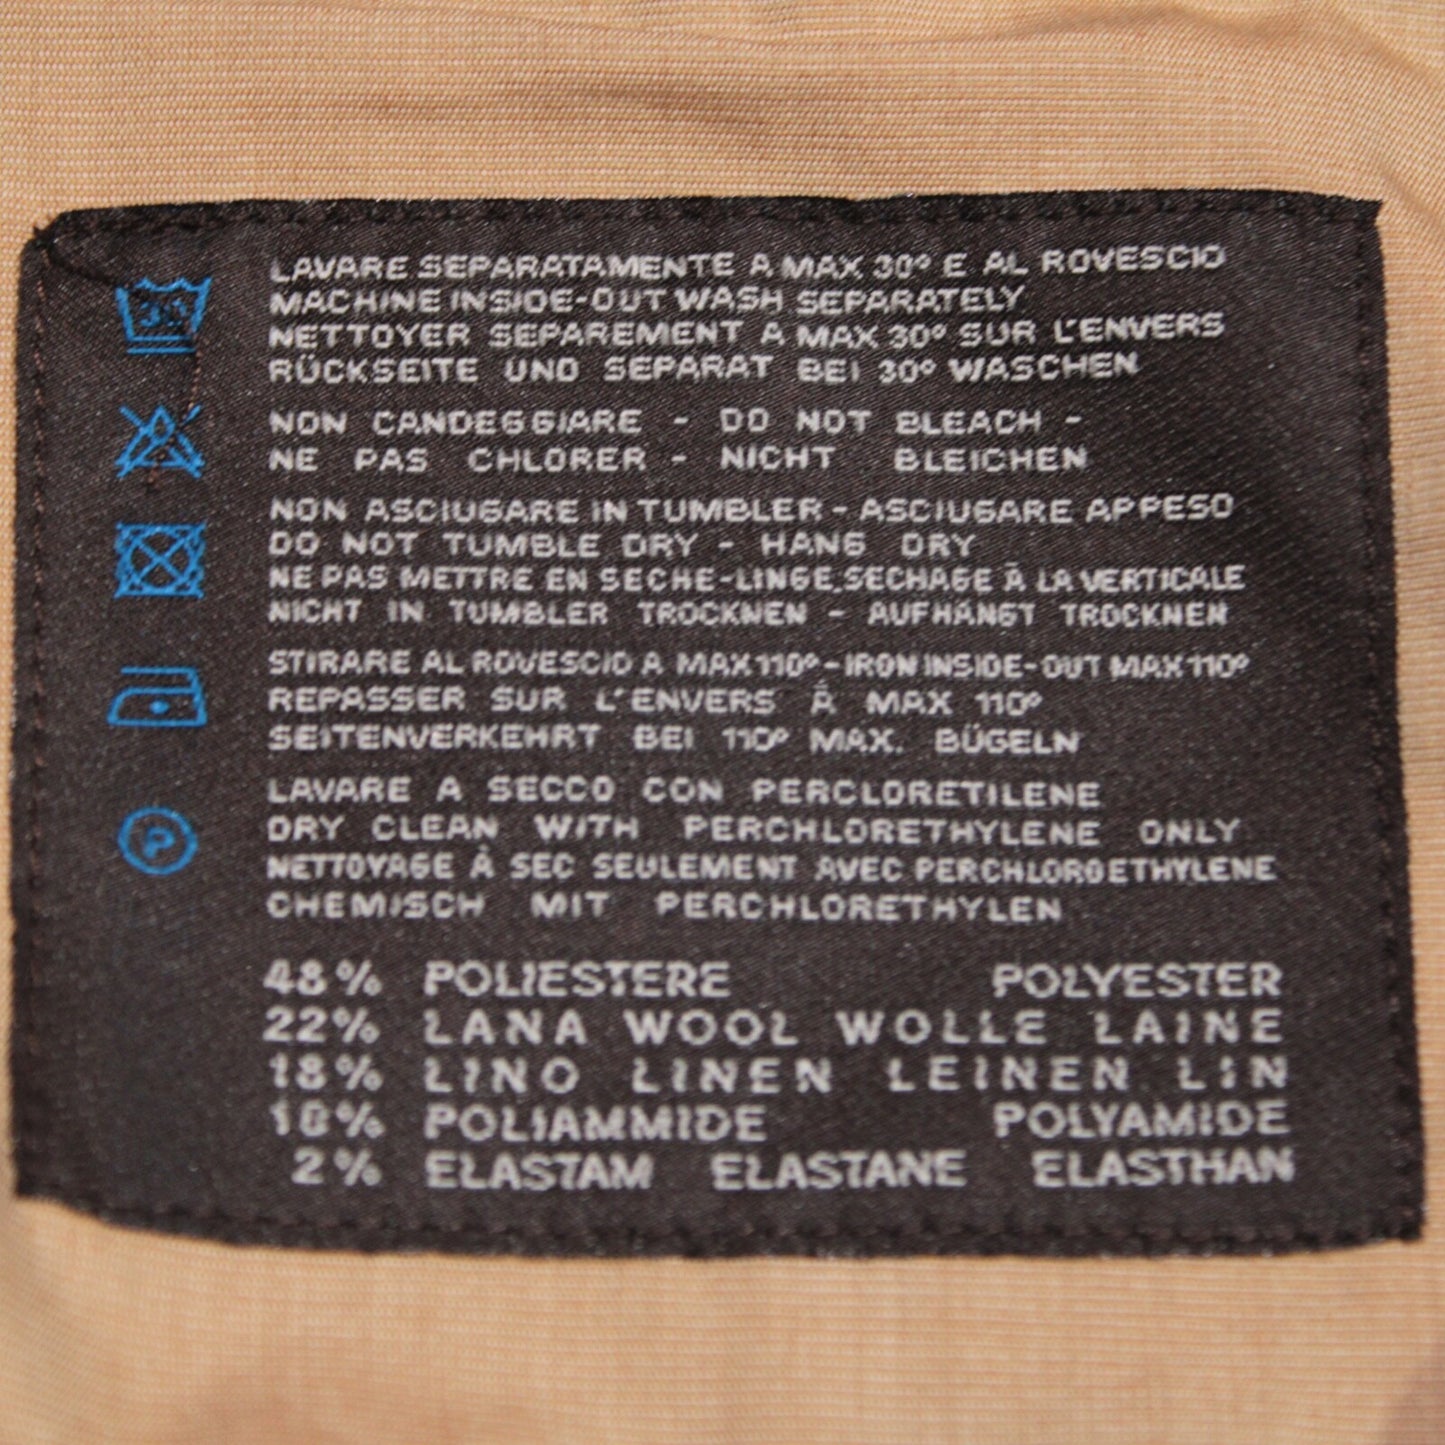 30
LAVARE SEPARATAMENTE A MAX 30° E AL ROVESCIO
MACHINE INSIDE-OUT WASH SEPARATELY
NETTOYER SEPAREMENT A MAX 30° SUR L'ENVERS
RÜCKSEITE UND SEPARAT BEI 30° WASCHEN
NON CANDEGGIARE - DO NOT BLEACH -
NE PAS CHLORER - NICHT BLEICHEN
NON ASCIUGARE IN TUMBLER - ASCIUGARE APPESO
DO NOT TUMBLE DRY - HANG DRY
NE PAS METTRE EN SECHE-LINGE.SECHAGE À LA VERTICALE
NICHT IN TUMBLER TROCKNEN - AUFHÄNGT TROCKNEN
STIRARE AL ROVESCIO A MAX 110° - IRON INSIDE-OUT MAX 110°
REPASSER SUR L'ENVERS À MAX 110°
SEITENVERKEHRT BEI 110° MAX. BÜGELN
P
LAVARE A SECCO CON PERCLORETILENE
DRY CLEAN WITH PERCHLORETHYLENE ONLY
NETTOYAGE À SEC SEULEMENT AVEC PERCHLOROETHYLENE
CHEMISCH MIT PERCHLORETHYLEN
48% POLIESTERE POLYESTER
22% LANA WOOL WOLLE LAINE
18% LINO LINEN LEINEN LIN
10% POLIAMMIDE POLYAMIDE
2% ELASTAM ELASTANE ELASTHAN